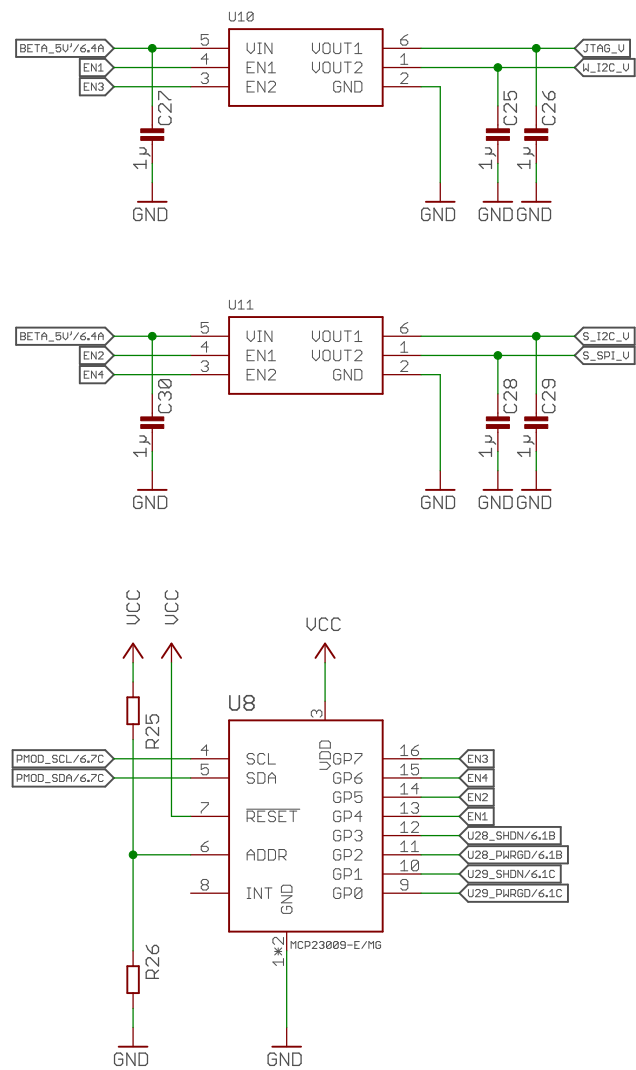 U10
BETA_5V'/6.4A 5 VIN VOUT1 6 JTAG_V
EN1 4 EN1 VOUT2 1 W_I2C_V
EN3 3 EN2 GND 2
C27 C25 C26
1µ 1µ 1µ
GND GND GND GND
U11
BETA_5V'/6.4A 5 VIN VOUT1 6 S_I2C_V
EN2 4 EN1 VOUT2 1 S_SPI_V
EN4 3 EN2 GND 2
C30 C28 C29
1µ 1µ 1µ
GND GND GND GND
VCC VCC VCC
U8
R25 3
VDD
PMOD_SCL/6.7C 4 SCL GP7 16 EN3
PMOD_SDA/6.7C 5 SDA GP6 15 EN4
GP5 14 EN2
7 RESET GP4 13 EN1
GP3 12 U28_SHDN/6.1B
6 ADDR GP2 11 U28_PWRGD/6.1B
GP1 10 U29_SHDN/6.1C
8 INT GND GP0 9 U29_PWRGD/6.1C
R26 1*2 MCP23009-E/MG
GND GND